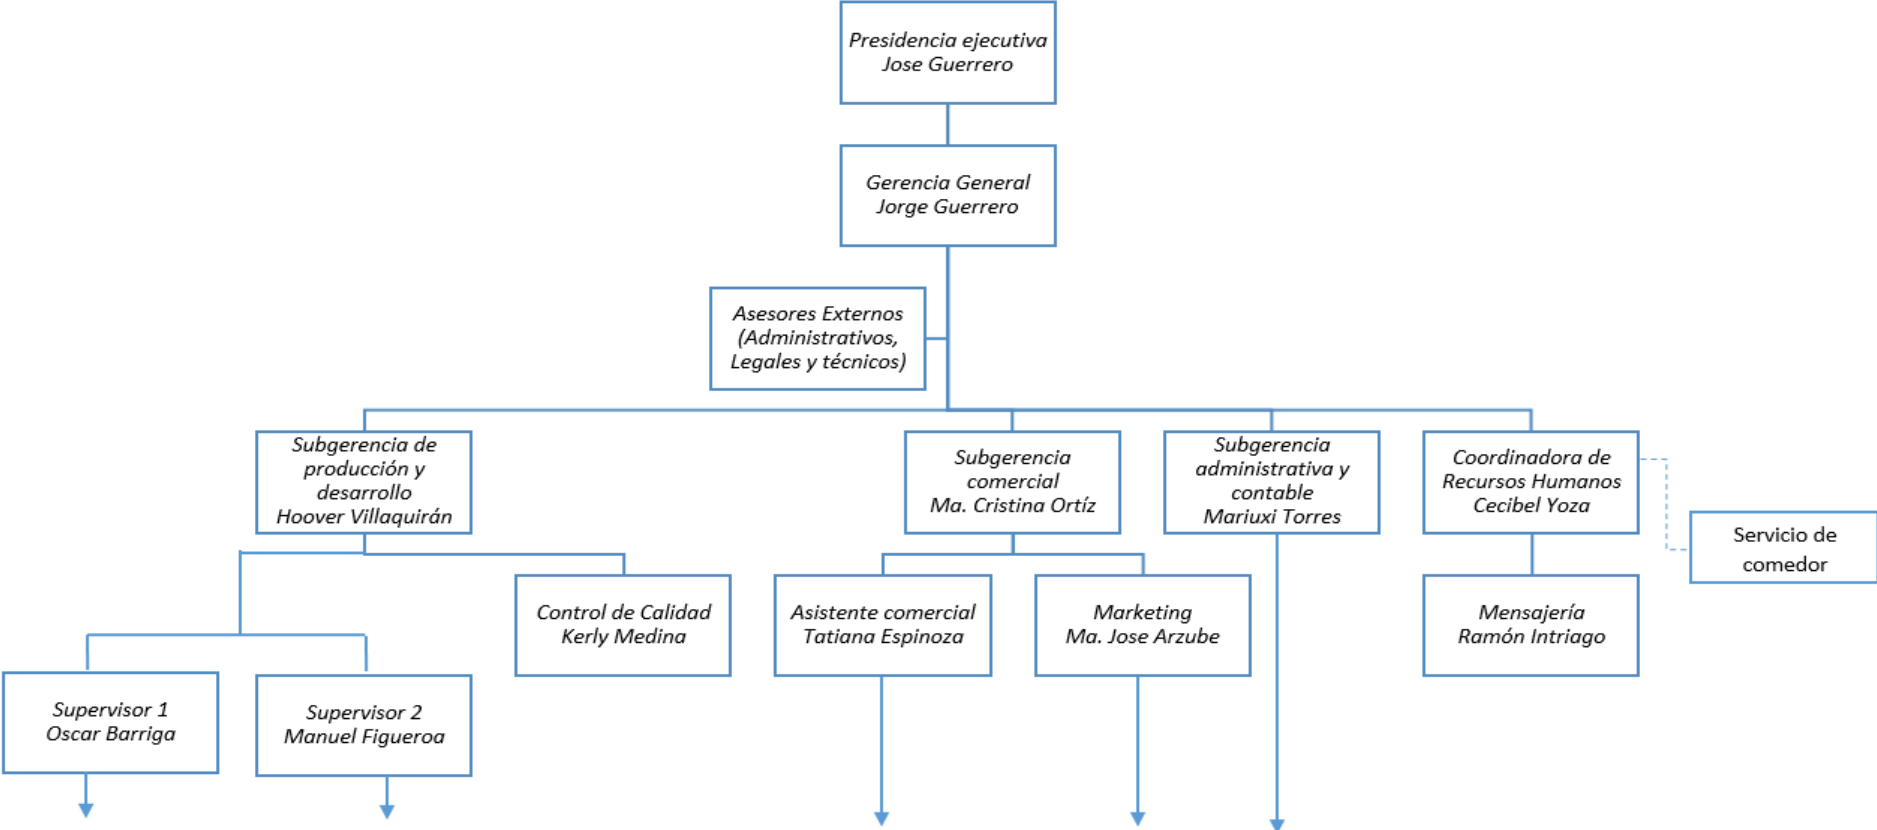 Presidencia ejecutiva
Jose Guerrero
Gerencia General
Jorge Guerrero
Asesores Externos
(Administrativos,
Legales y técnicos)
Subgerencia de
producción y
desarrollo
Hoover Villaquirán
Subgerencia
comercial
Ma. Cristina Ortíz
Subgerencia
administrativa y
contable
Mariuxi Torres
Coordinadora de
Recursos Humanos
Cecibel Yoza
Servicio de
comedor
Control de Calidad
Kerly Medina
Asistente comercial
Tatiana Espinoza
Marketing
Ma. Jose Arzube
Mensajería
Ramón Intriago
Supervisor 1
Oscar Barriga
Supervisor 2
Manuel Figueroa